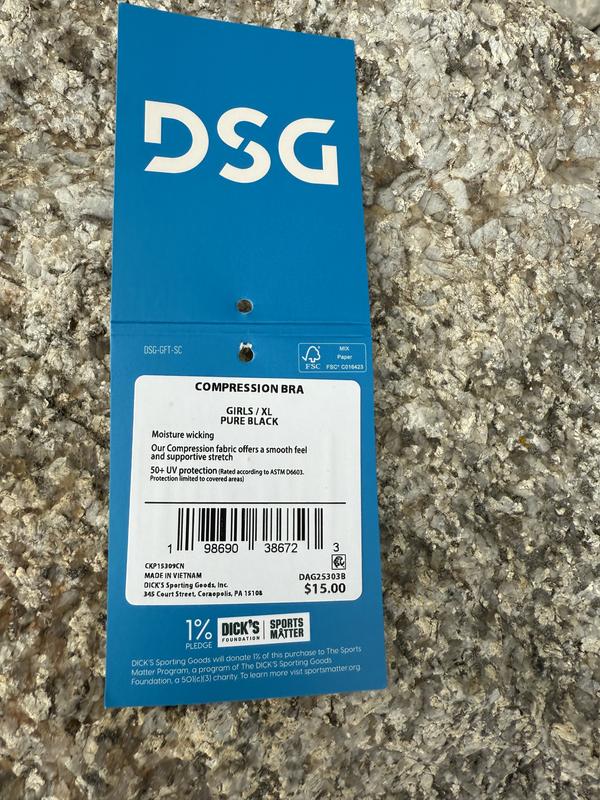 DSG
DSG-GFT-SC
FSC
MIX
Paper
FSC® C016423
COMPRESSION BRA
GIRLS / XL
PURE BLACK
Moisture wicking
Our Compression fabric offers a smooth feel
and supportive stretch
50+ UV protection (Rated according to ASTM D6603.
Protection limited to covered areas)
1 98690 38672 3
CKP15309CN
MADE IN VIETNAM
DICK'S Sporting Goods, Inc.
345 Court Street, Coraopolis, PA 15108
DAG25303B
$15.00
1%
PLEDGE
DICK'S
FOUNDATION
SPORTS
MATTER
DICK'S Sporting Goods will donate 1% of this purchase to The Sports
Matter Program, a program of The DICK'S Sporting Goods
Foundation, a 501(c)(3) charity. To learn more visit sportsmatter.org.